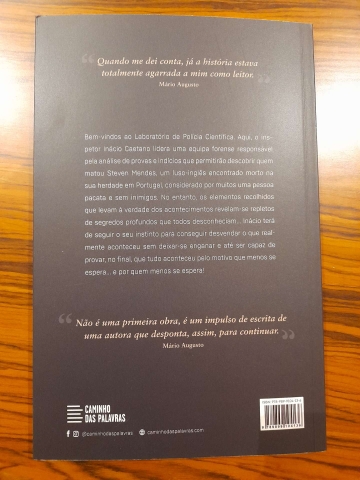 “ Quando me dei conta, já a história estava
totalmente agarrada a mim como leitor. ”
Mário Augusto
Bem-vindos ao Laboratório de Polícia Científica. Aqui, o ins-
petor Inácio Caetano lidera uma equipa forense responsável
pela análise de provas e indícios que permitirão descobrir quem
matou Steven Mendes, um luso-inglês encontrado morto na
sua herdade em Portugal, considerado por muitos uma pessoa
pacata e sem inimigos. No entanto, os elementos recolhidos
que levam à verdade dos acontecimentos revelam-se repletos
de segredos profundos que todos desconheciam... Inácio terá
de seguir o seu instinto para conseguir desvendar o que real-
mente aconteceu sem deixar-se enganar e até ser capaz de
provar, no final, que tudo aconteceu pelo motivo que menos se
espera... e por quem menos se espera!
“ Não é uma primeira obra, é um impulso de escrita de
uma autora que desponta, assim, para continuar. ”
Mário Augusto
CAMINHO
DAS PALAVRAS
@caminhodaspalavras caminhodaspalavras.com